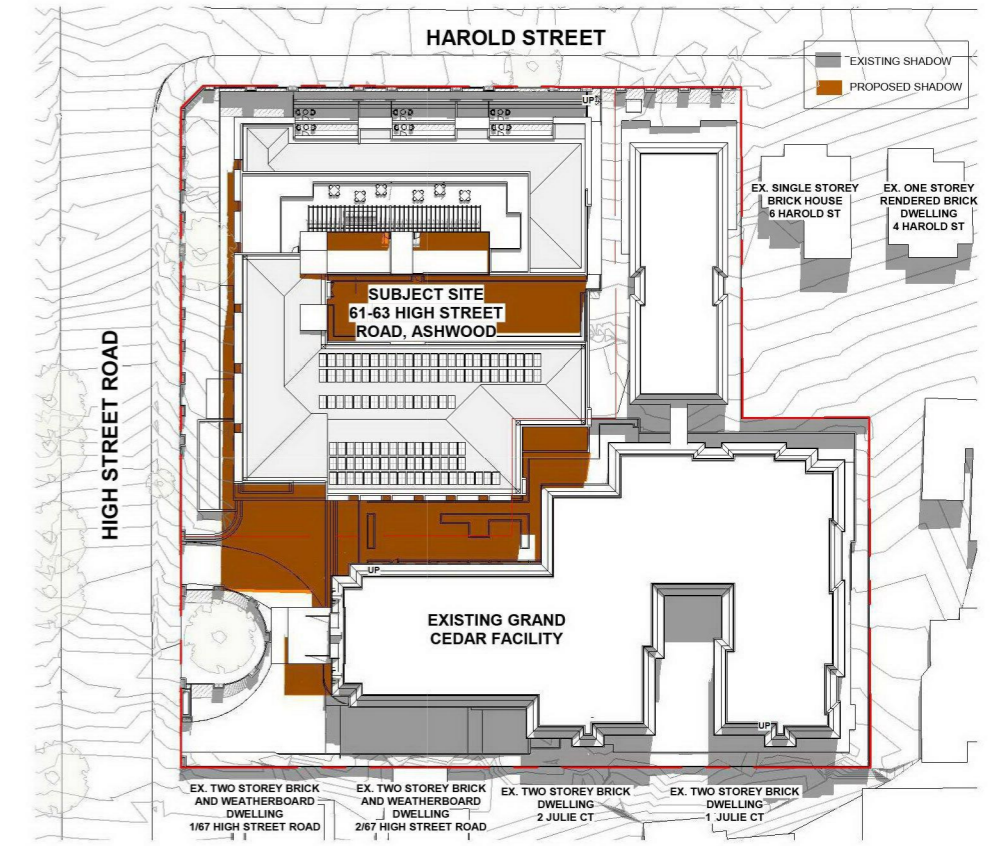 HAROLD STREET
EXISTING SHADOW
PROPOSED SHADOW
UP
EX. SINGLE STOREY
BRICK HOUSE
6 HAROLD ST
EX. ONE STOREY
RENDERED BRICK
DWELLING
4 HAROLD ST
SUBJECT SITE
61-63 HIGH STREET
ROAD, ASHWOOD
HIGH STREET ROAD
UP
EXISTING GRAND
CEDAR FACILITY
UP
EX. TWO STOREY BRICK
AND WEATHERBOARD
DWELLING
1/67 HIGH STREET ROAD
EX. TWO STOREY BRICK
AND WEATHERBOARD
DWELLING
2/67 HIGH STREET ROAD
EX. TWO STOREY BRICK
DWELLING
2 JULIE CT
EX. TWO STOREY BRICK
DWELLING
1 JULIE CT